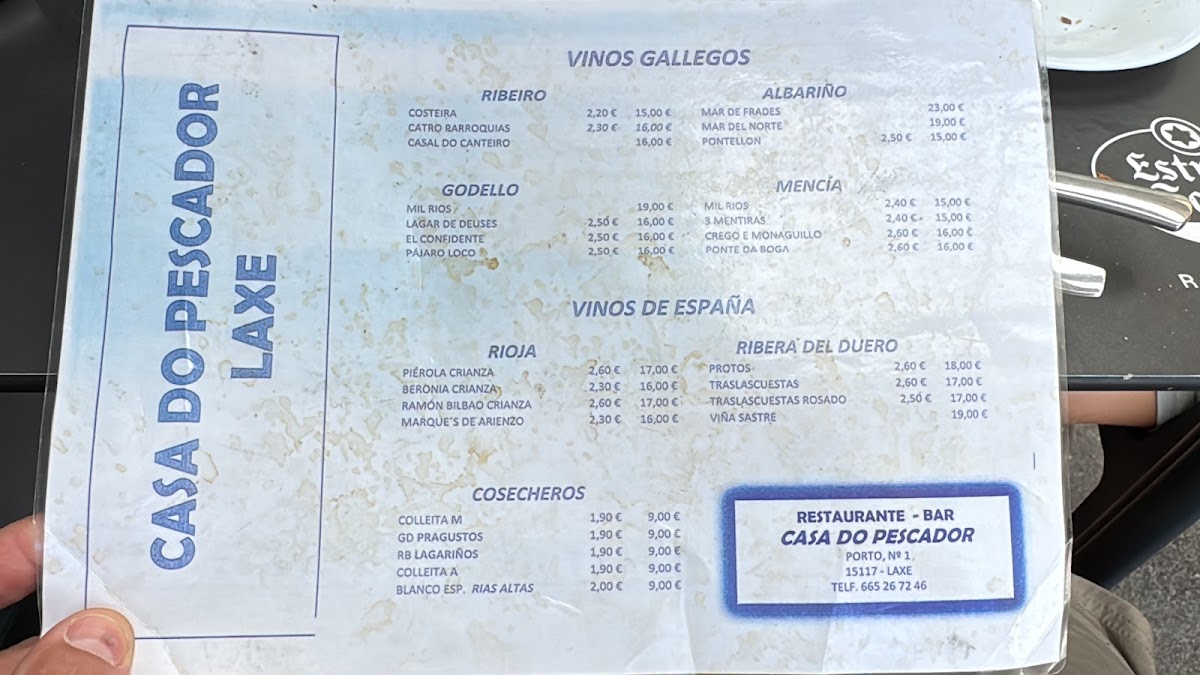 CASA DO PESCADOR
LAXE
VINOS GALLEGOS
RIBEIRO
COSTEIRA 2,20 € 15,00 €
CATRO BARROQUIAS 2,30 € 16,00 €
CASAL DO CANTEIRO 16,00 €
ALBARIÑO
MAR DE FRADES 23,00 €
MAR DEL NORTE 19,00 €
PONTELLON 2,50 € 15,00 €
GODELLO
MIL RIOS 19,00 €
LAGAR DE DEUSES 2,50 € 16,00 €
EL CONFIDENTE 2,50 € 16,00 €
PÁJARO LOCO 2,50 € 16,00 €
MENCÍA
MIL RIOS 2,40 € 15,00 €
3 MENTIRAS 2,40 € 15,00 €
CREGO E MONAGUILLO 2,60 € 16,00 €
PONTE DA BOGA 2,60 € 16,00 €
VINOS DE ESPAÑA
RIOJA
PIÉROLA CRIANZA 2,60 € 17,00 €
BERONIA CRIANZA 2,30 € 16,00 €
RAMÓN BILBAO CRIANZA 2,60 € 17,00 €
MARQUE´S DE ARIENZO 2,30 € 16,00 €
RIBERA DEL DUERO
PROTOS 2,60 € 18,00 €
TRASLASCUESTAS 2,60 € 17,00 €
TRASLASCUESTAS ROSADO 2,50 € 17,00 €
VIÑA SASTRE 19,00 €
COSECHEROS
COLLEITA M 1,90 € 9,00 €
GD PRAGUSTOS 1,90 € 9,00 €
RB LAGARIÑOS 1,90 € 9,00 €
COLLEITA A 1,90 € 9,00 €
BLANCO ESP. RIAS ALTAS 2,00 € 9,00 €
RESTAURANTE - BAR
CASA DO PESCADOR
PORTO, Nº 1
15117 - LAXE
TELF. 665 26 72 46